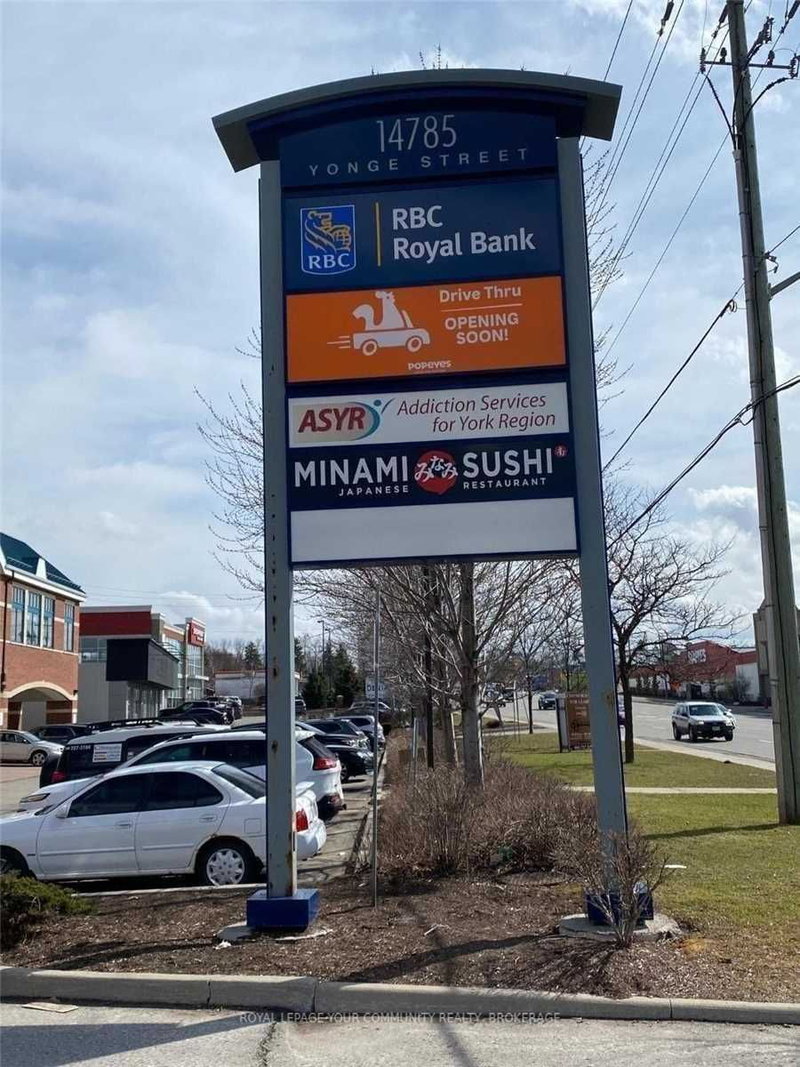 14785
YONGE STREET
RBC
RBC
Royal Bank
Drive Thru
OPENING
SOON!
POPEYES
ASYR
Addiction Services
for York Region
MINAMI みなみ SUSHI
JAPANESE RESTAURANT
ROYAL LEPAGE YOUR COMMUNITY REALTY, BROKERAGE